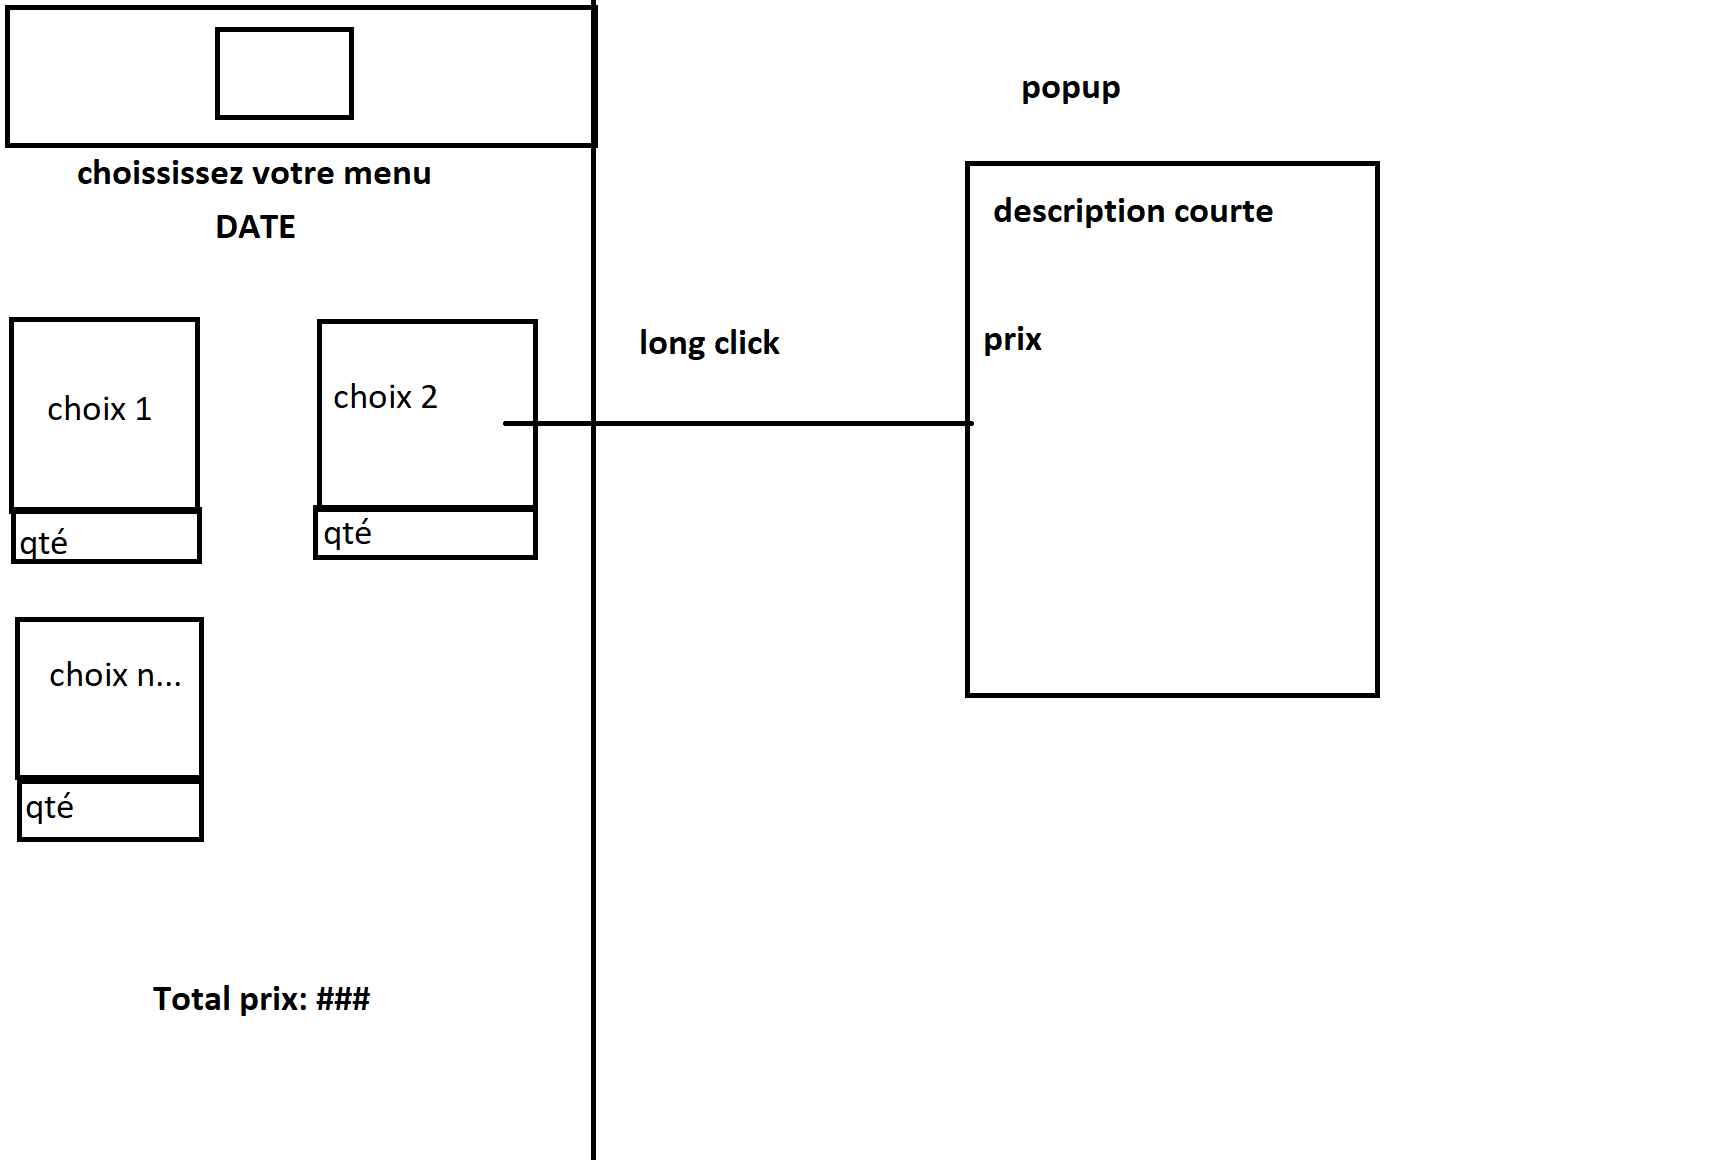 choississez votre menu
DATE
choix 1
qté
choix 2
qté
choix n...
qté
Total prix: ###
long click
popup
description courte
prix